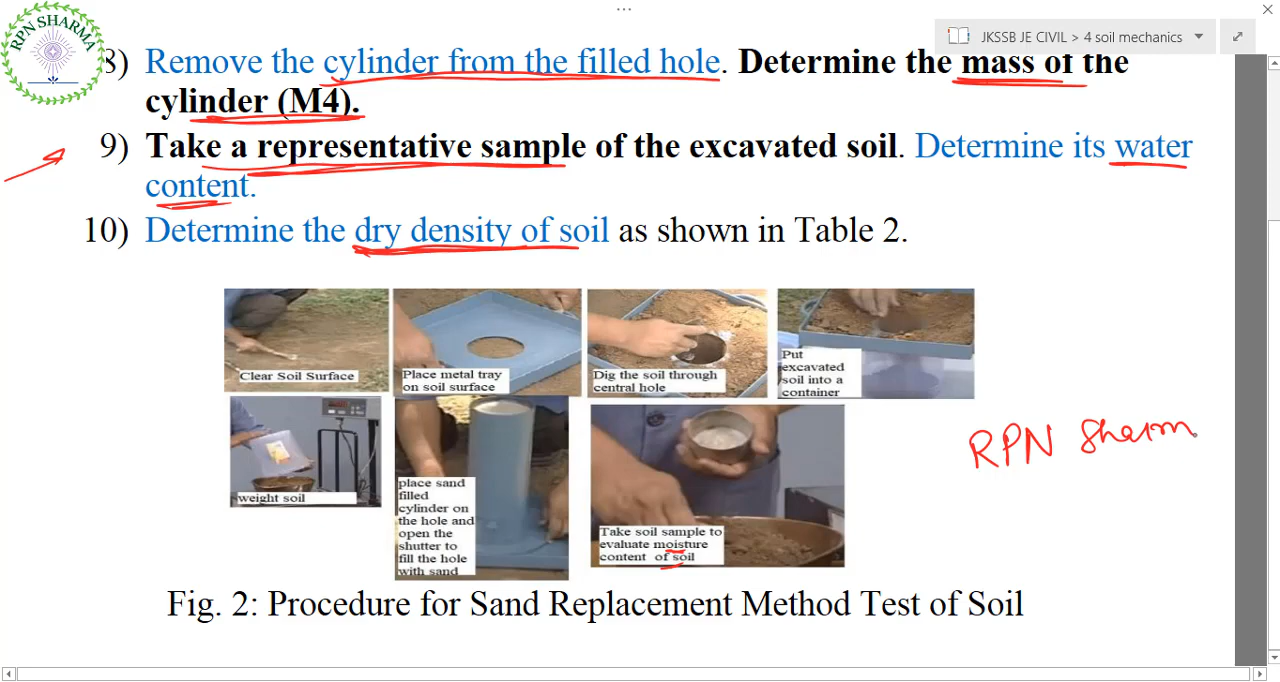 RPN SHARMA
...
JKSSB JE CIVIL > 4 soil mechanics
8) Remove the cylinder from the filled hole. Determine the mass of the
cylinder (M4).
9) Take a representative sample of the excavated soil. Determine its water
content.
10) Determine the dry density of soil as shown in Table 2.
Clear Soil Surface
Place metal tray
on soil surface
Dig the soil through
central hole
Put
excavated
soil into a
container
weight soil
place sand
filled
cylinder on
the hole and
open the
shutter to
fill the hole
with sand
Take soil sample to
evaluate moisture
content of soil
RPN Sharm
Fig. 2: Procedure for Sand Replacement Method Test of Soil